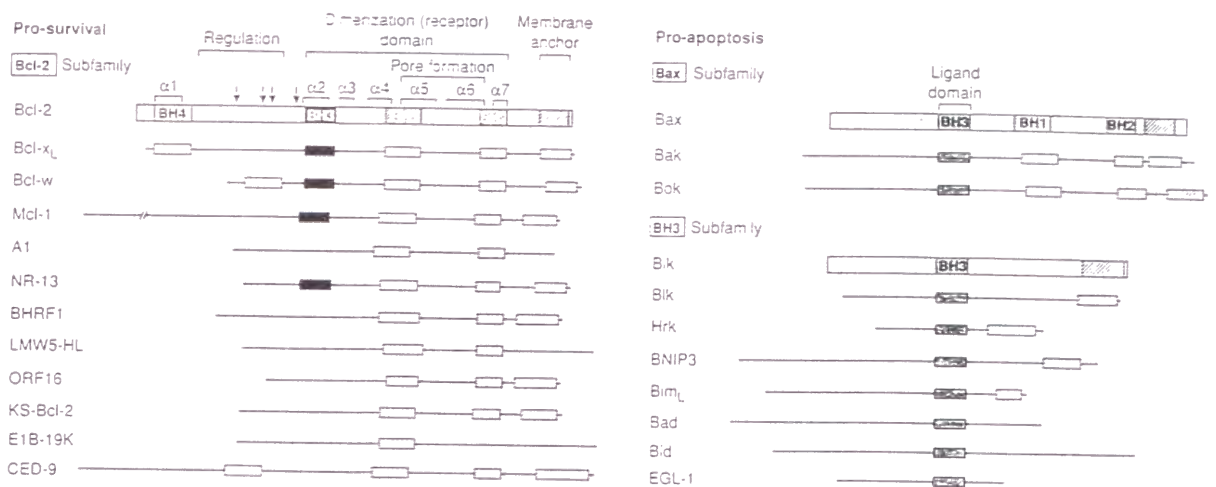 Pro-survival
Regulation
Dimerization (receptor)
domain
Membrane
anchor
Bcl-2 Subfamily
Pore formation
α1 α2 α3 α4 α5 α6 α7
Bcl-2 BH4
Bcl-xL
Bcl-w
Mcl-1
A1
NR-13
BHRF1
LMW5-HL
ORF16
KS-Bcl-2
E1B-19K
CED-9
Pro-apoptosis
Bax Subfamily
Ligand
domain
Bax BH3 BH1 BH2
Bak
Bok
BH3 Subfamily
Bik BH3
Blk
Hrk
BNIP3
BimL
Bad
Bid
EGL-1